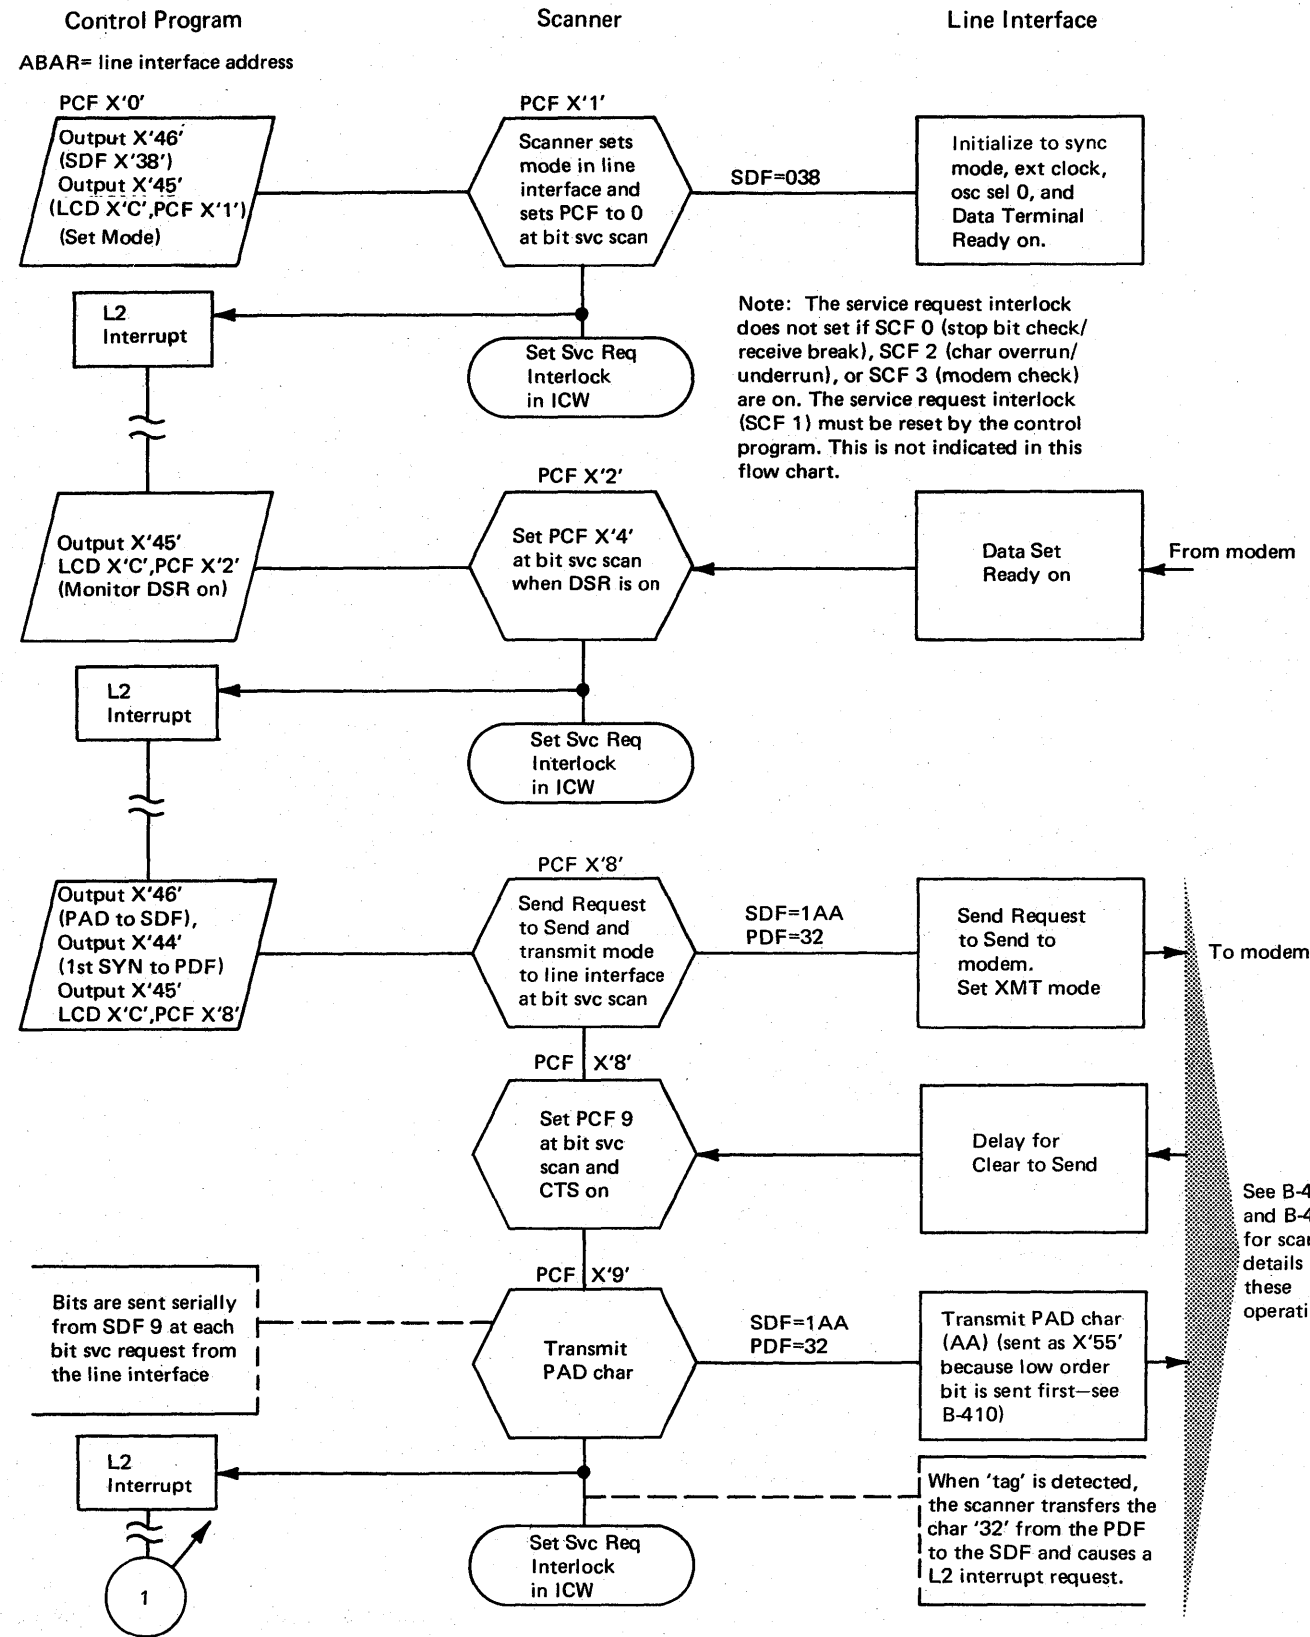 Control Program
Scanner
Line Interface
ABAR= line interface address
PCF X'0'
Output X'46'
(SDF X'38')
Output X'45'
(LCD X'C',PCF X'1')
(Set Mode)
PCF X'1'
Scanner sets
mode in line
interface and
sets PCF to 0
at bit svc scan
SDF=038
Initialize to sync
mode, ext clock,
osc sel 0, and
Data Terminal
Ready on.
L2
Interrupt
Set Svc Req
Interlock
in ICW
Note: The service request interlock
does not set if SCF 0 (stop bit check/
receive break), SCF 2 (char overrun/
underrun), or SCF 3 (modem check)
are on. The service request interlock
(SCF 1) must be reset by the control
program. This is not indicated in this
flow chart.
Output X'45'
LCD X'C',PCF X'2'
(Monitor DSR on)
PCF X'2'
Set PCF X'4'
at bit svc scan
when DSR is on
Data Set
Ready on
From modem
L2
Interrupt
Set Svc Req
Interlock
in ICW
Output X'46'
(PAD to SDF),
Output X'44'
(1st SYN to PDF)
Output X'45'
LCD X'C',PCF X'8'
PCF X'8'
Send Request
to Send and
transmit mode
to line interface
at bit svc scan
SDF=1AA
PDF=32
Send Request
to Send to
modem.
Set XMT mode
To modem
PCF X'8'
Set PCF 9
at bit svc
scan and
CTS on
Delay for
Clear to Send
See B-4
and B-4
for scan
details
these
operati
Bits are sent serially
from SDF 9 at each
bit svc request from
the line interface
PCF X'9'
Transmit
PAD char
SDF=1AA
PDF=32
Transmit PAD char
(AA) (sent as X'55'
because low order
bit is sent first—see
B-410)
L2
Interrupt
1
Set Svc Req
Interlock
in ICW
When 'tag' is detected,
the scanner transfers the
char '32' from the PDF
to the SDF and causes a
L2 interrupt request.